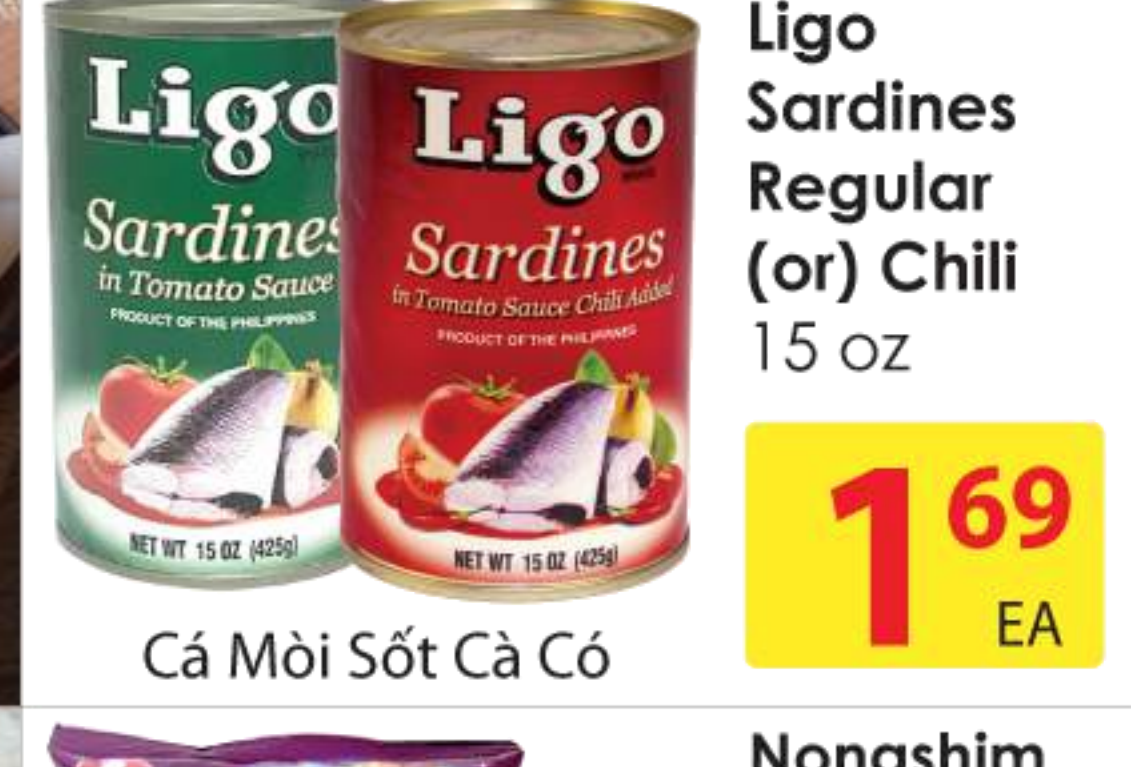 Ligo
Sardines
in Tomato Sauce
PRODUCT OF THE PHILIPPINES
NET WT 15 OZ (425g)
Ligo
BRAND
Sardines
in Tomato Sauce Chili Added
PRODUCT OF THE PHILIPPINES
NET WT 15 OZ (425g)
Cá Mòi Sốt Cà Có
Ligo
Sardines
Regular
(or) Chili
15 oz
1 69
EA
Nongshim